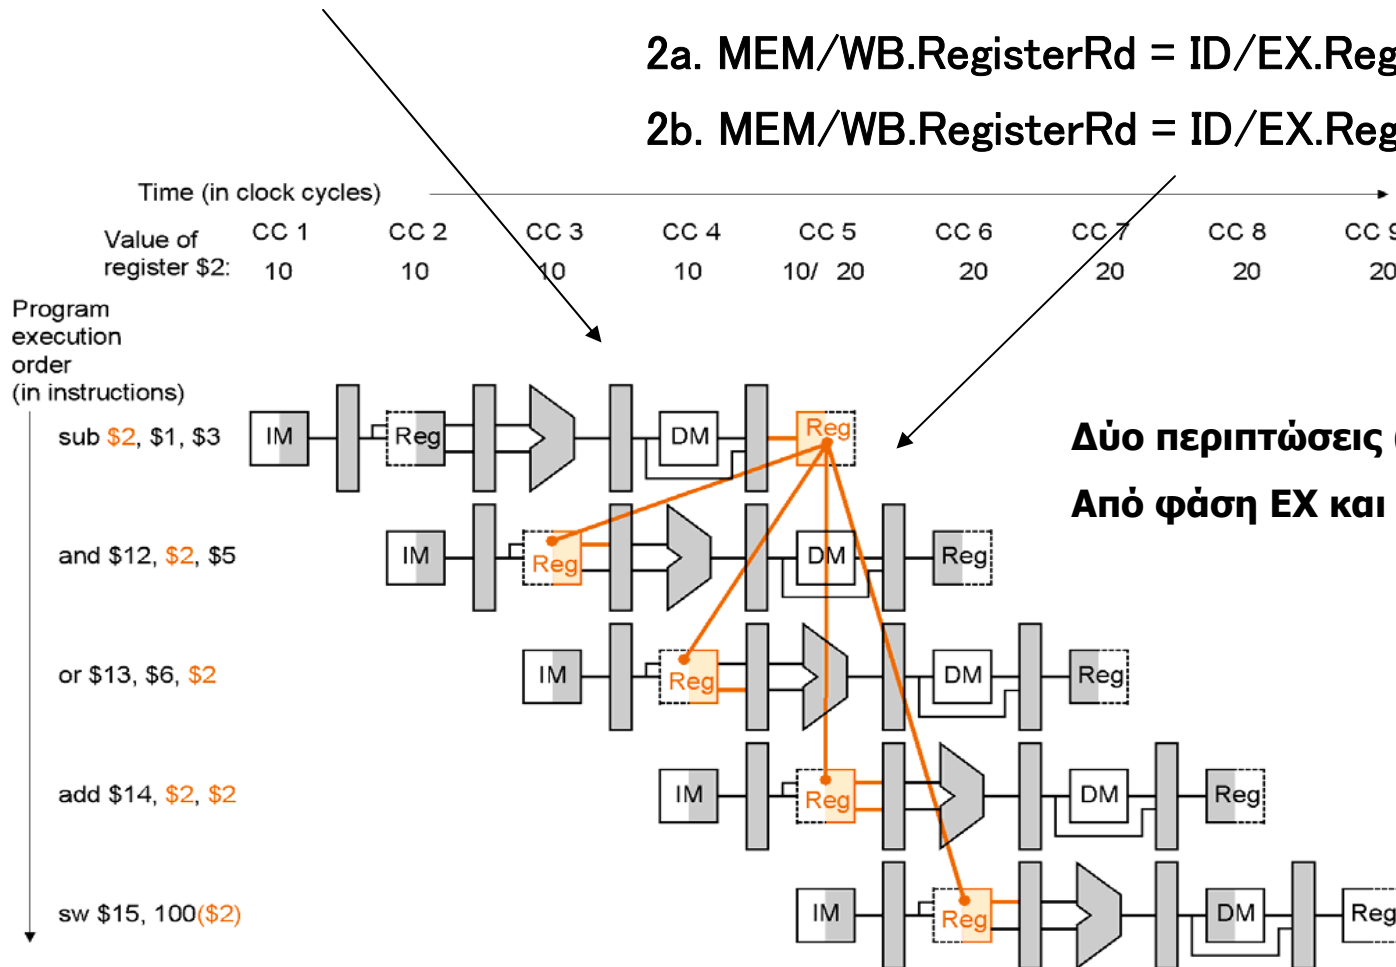 2a. MEM/WB.RegisterRd = ID/EX.Reg
2b. MEM/WB.RegisterRd = ID/EX.Reg
Time (in clock cycles)
Value of register $2:
CC 1 CC 2 CC 3 CC 4 CC 5 CC 6 CC 7 CC 8 CC 9
10 10 10 10 10/ 20 20 20 20 20
Program
execution
order
(in instructions)
sub $2, $1, $3
IM Reg DM Reg
Δύο περιπτώσεις
Από φάση EX και
and $12, $2, $5
IM Reg DM Reg
or $13, $6, $2
IM Reg DM Reg
add $14, $2, $2
IM Reg DM Reg
sw $15, 100($2)
IM Reg DM Reg